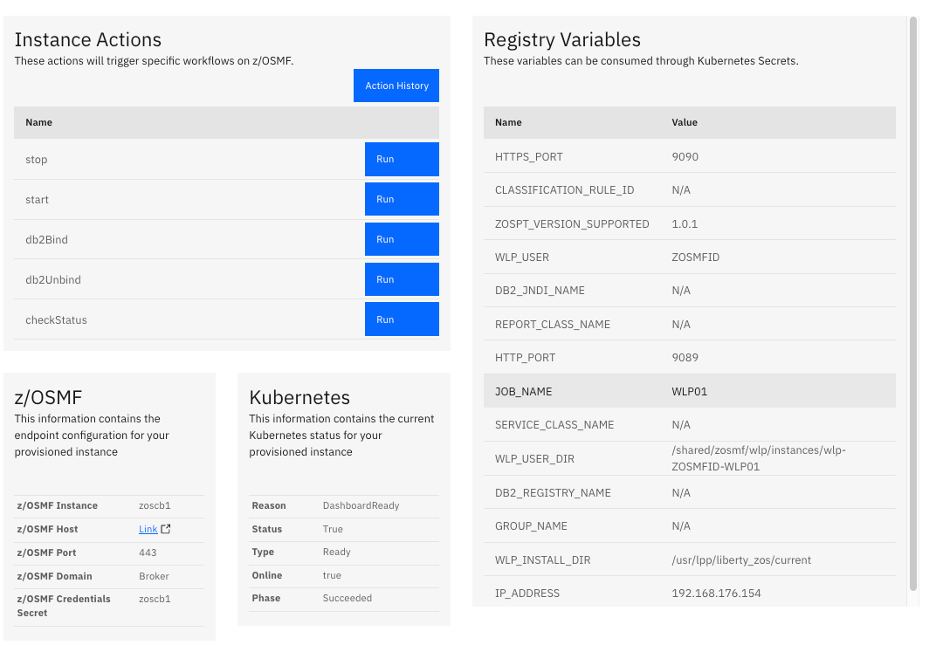 Instance Actions
These actions will trigger specific workflows on z/OSMF.
Action History
Name
stop Run
start Run
db2Bind Run
db2Unbind Run
checkStatus Run
z/OSMF
This information contains the
endpoint configuration for your
provisioned instance
z/OSMF Instance zoscb1
z/OSMF Host Link
z/OSMF Port 443
z/OSMF Domain Broker
z/OSMF Credentials zoscb1
Secret
Kubernetes
This information contains the current
Kubernetes status for your
provisioned instance
Reason DashboardReady
Status True
Type Ready
Online true
Phase Succeeded
Registry Variables
These variables can be consumed through Kubernetes Secrets.
Name Value
HTTPS_PORT 9090
CLASSIFICATION_RULE_ID N/A
ZOSPT_VERSION_SUPPORTED 1.0.1
WLP_USER ZOSMFID
DB2_JNDI_NAME N/A
REPORT_CLASS_NAME N/A
HTTP_PORT 9089
JOB_NAME WLP01
SERVICE_CLASS_NAME N/A
WLP_USER_DIR /shared/zosmf/wlp/instances/wlp-
ZOSMFID-WLP01
DB2_REGISTRY_NAME N/A
GROUP_NAME N/A
WLP_INSTALL_DIR /usr/lpp/liberty_zos/current
IP_ADDRESS 192.168.176.154